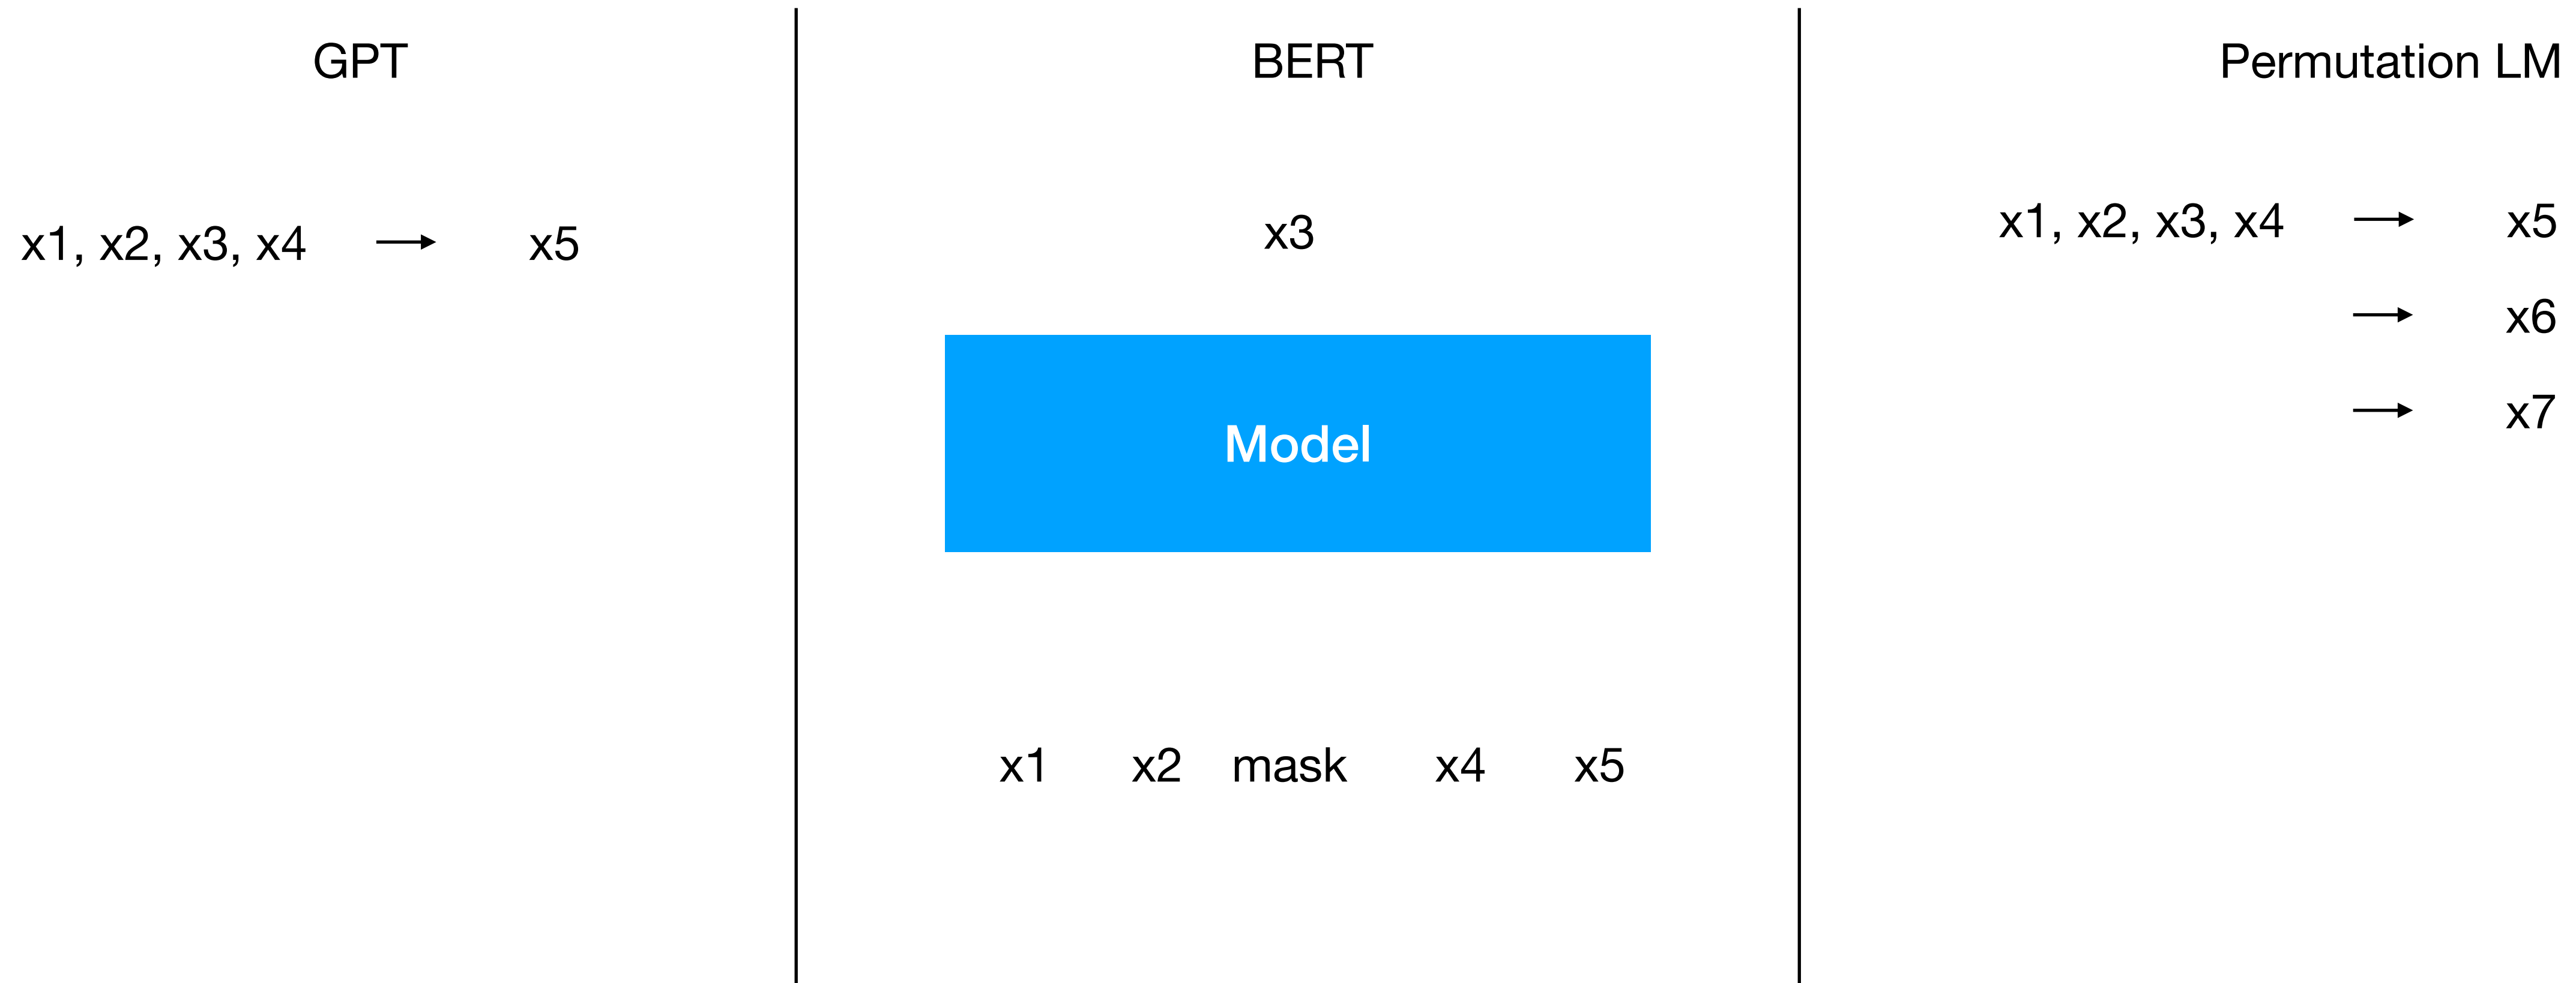 GPT
x1, x2, x3, x4 → x5
BERT
x3
Model
x1 x2 mask x4 x5
Permutation LM
x1, x2, x3, x4 → x5
→ x6
→ x7